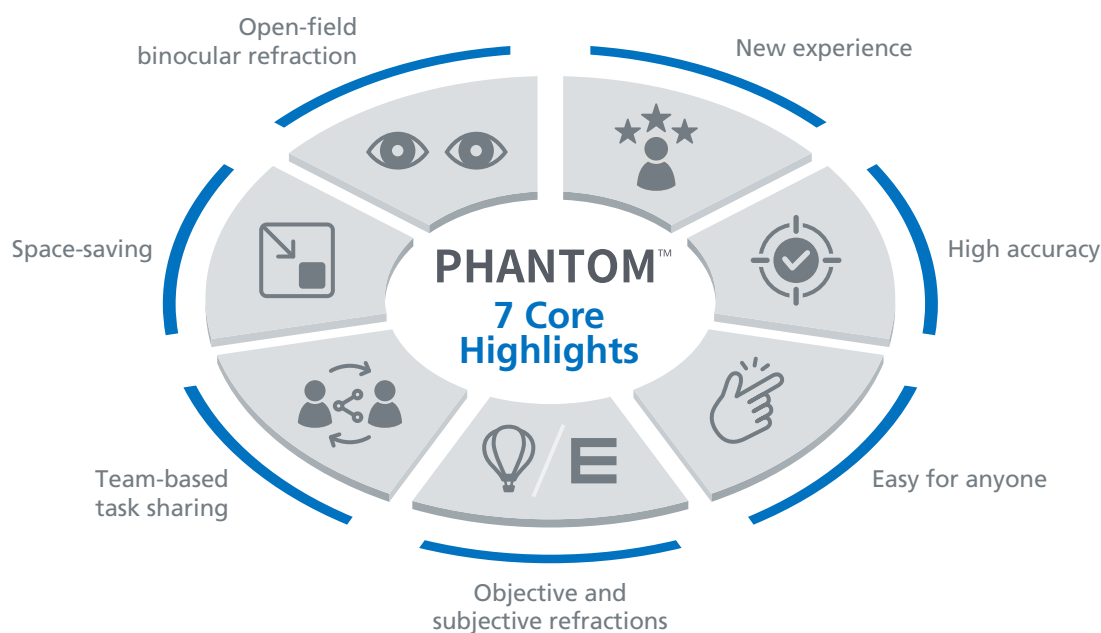 Open-field
binocular refraction
New experience
Space-saving
High accuracy
PHANTOM™
7 Core
Highlights
Team-based
task sharing
Easy for anyone
E
Objective and
subjective refractions